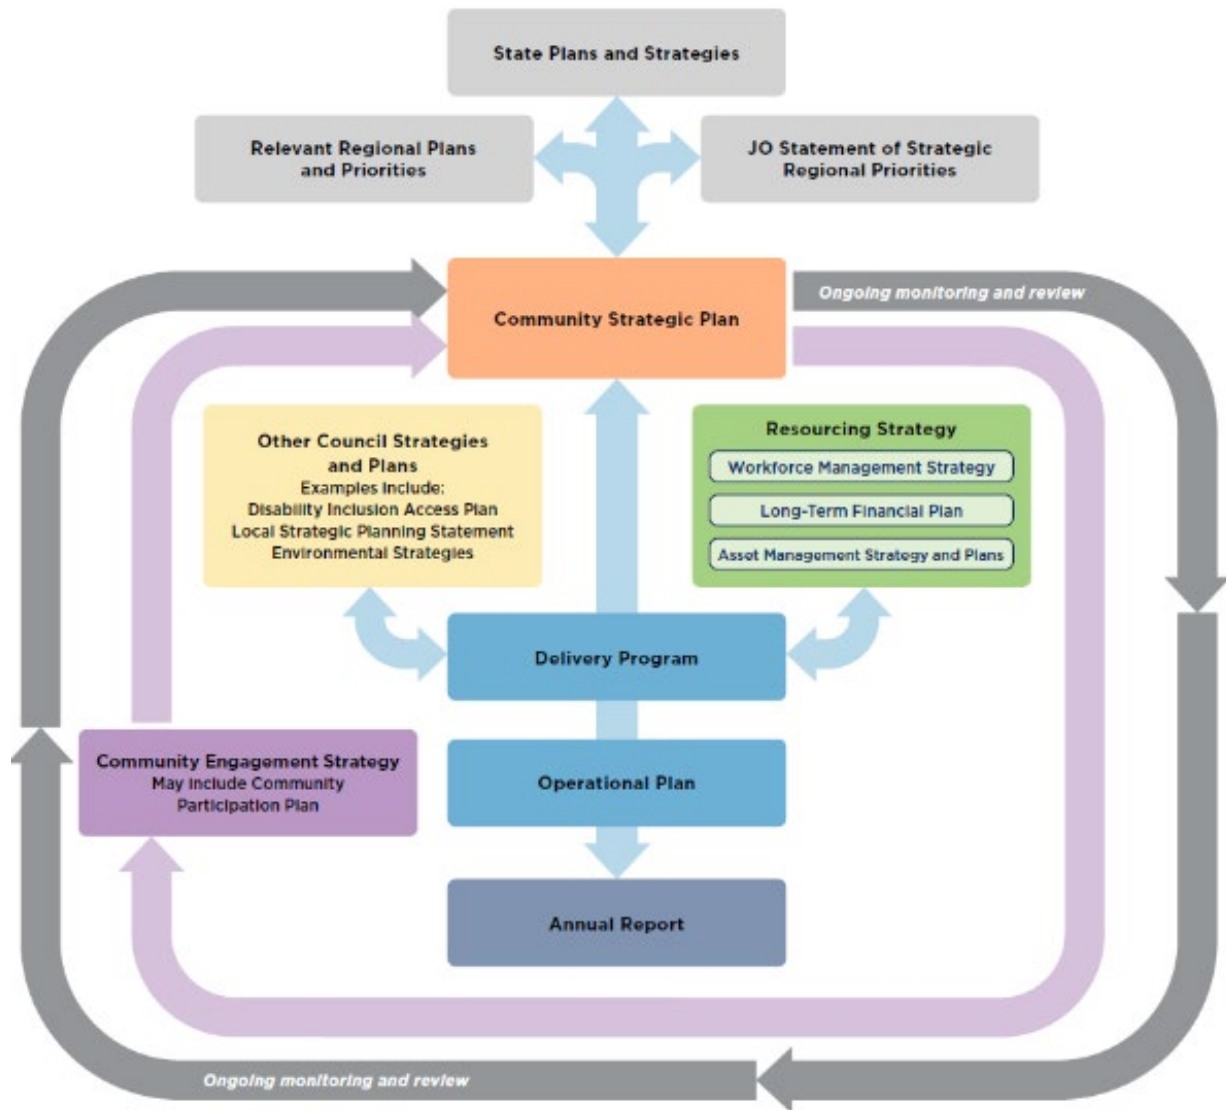 State Plans and Strategies
Relevant Regional Plans
and Priorities
JO Statement of Strategic
Regional Priorities
Community Strategic Plan
Ongoing monitoring and review
Other Council Strategies
and Plans
Examples include:
Disability Inclusion Access Plan
Local Strategic Planning Statement
Environmental Strategies
Resourcing Strategy
Workforce Management Strategy
Long-Term Financial Plan
Asset Management Strategy and Plans
Delivery Program
Community Engagement Strategy
May include Community
Participation Plan
Operational Plan
Annual Report
Ongoing monitoring and review